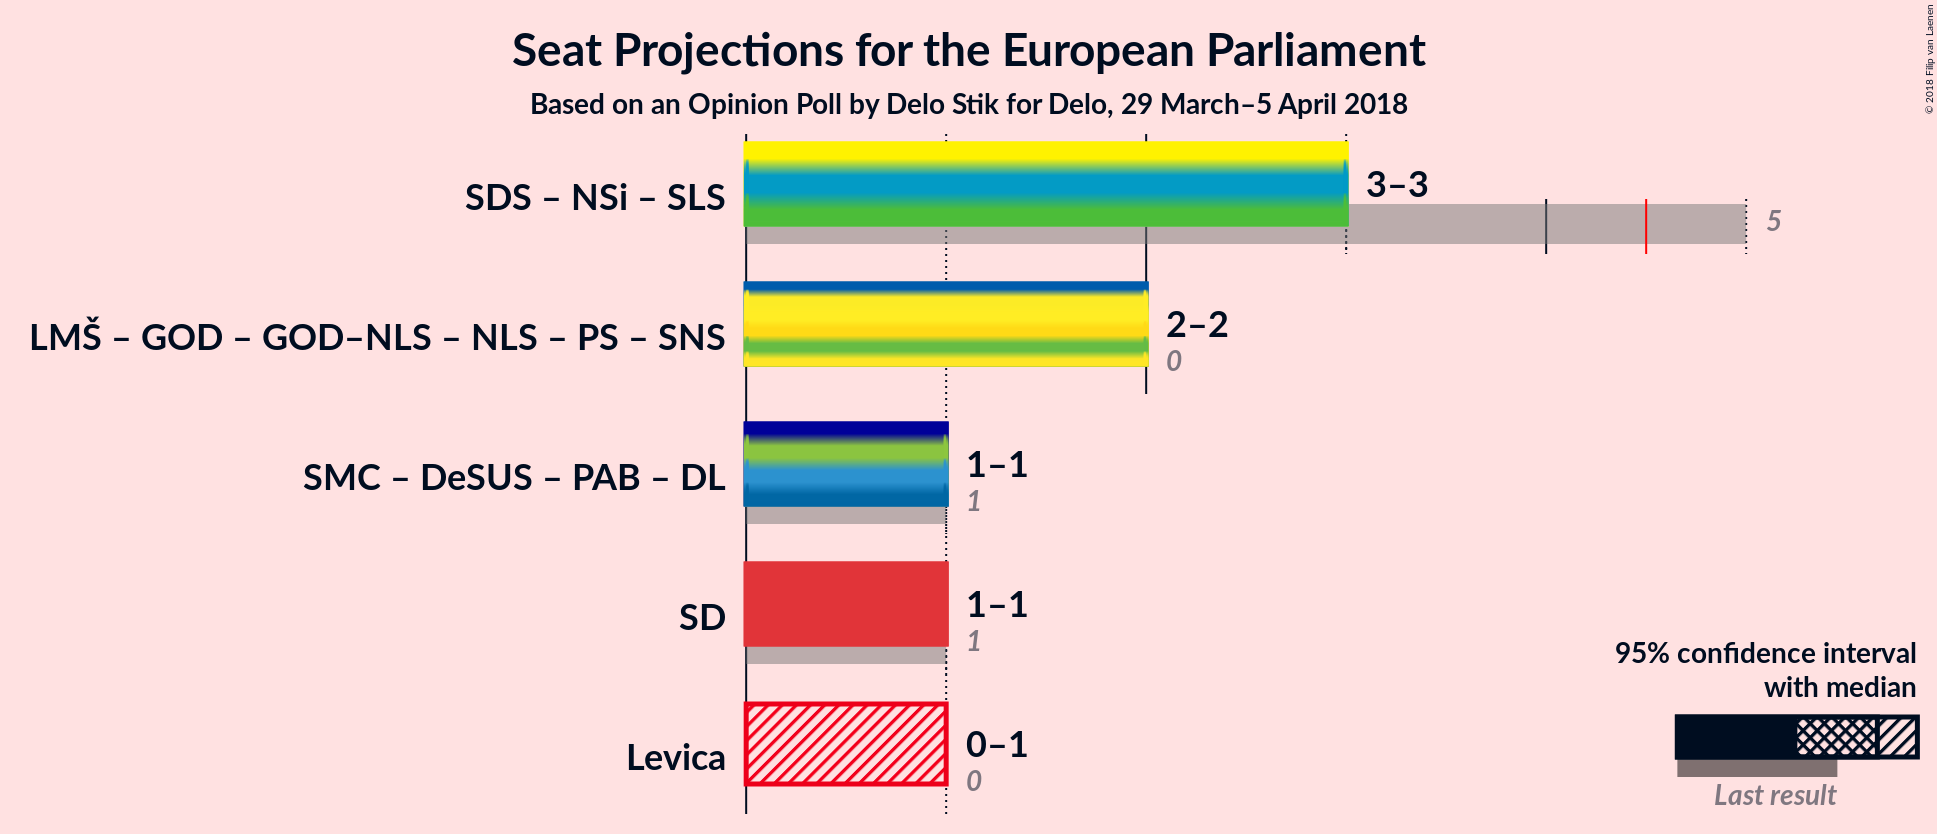 Seat Projections for the European Parliament
Based on an Opinion Poll by Delo Stik for Delo, 29 March–5 April 2018
© 2018 Filip van Laenen
SDS – NSi – SLS
3–3
5
LMŠ – GOD – GOD–NLS – NLS – PS – SNS
2–2
0
SMC – DeSUS – PAB – DL
1–1
1
SD
1–1
1
Levica
0–1
0
95% confidence interval
with median
Last result